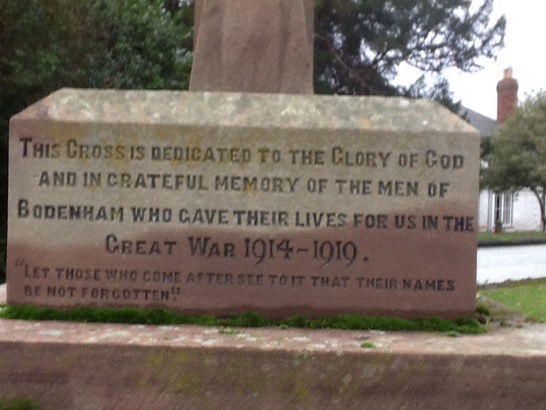 THIS CROSS IS DEDICATED TO THE GLORY OF GOD
AND IN GRATEFUL MEMORY OF THE MEN OF
BODENHAM WHO GAVE THEIR LIVES FOR US IN THE
GREAT WAR 1914-1919.
"LET THOSE WHO COME AFTER SEE TO IT THAT THEIR NAMES
BE NOT FORGOTTEN".